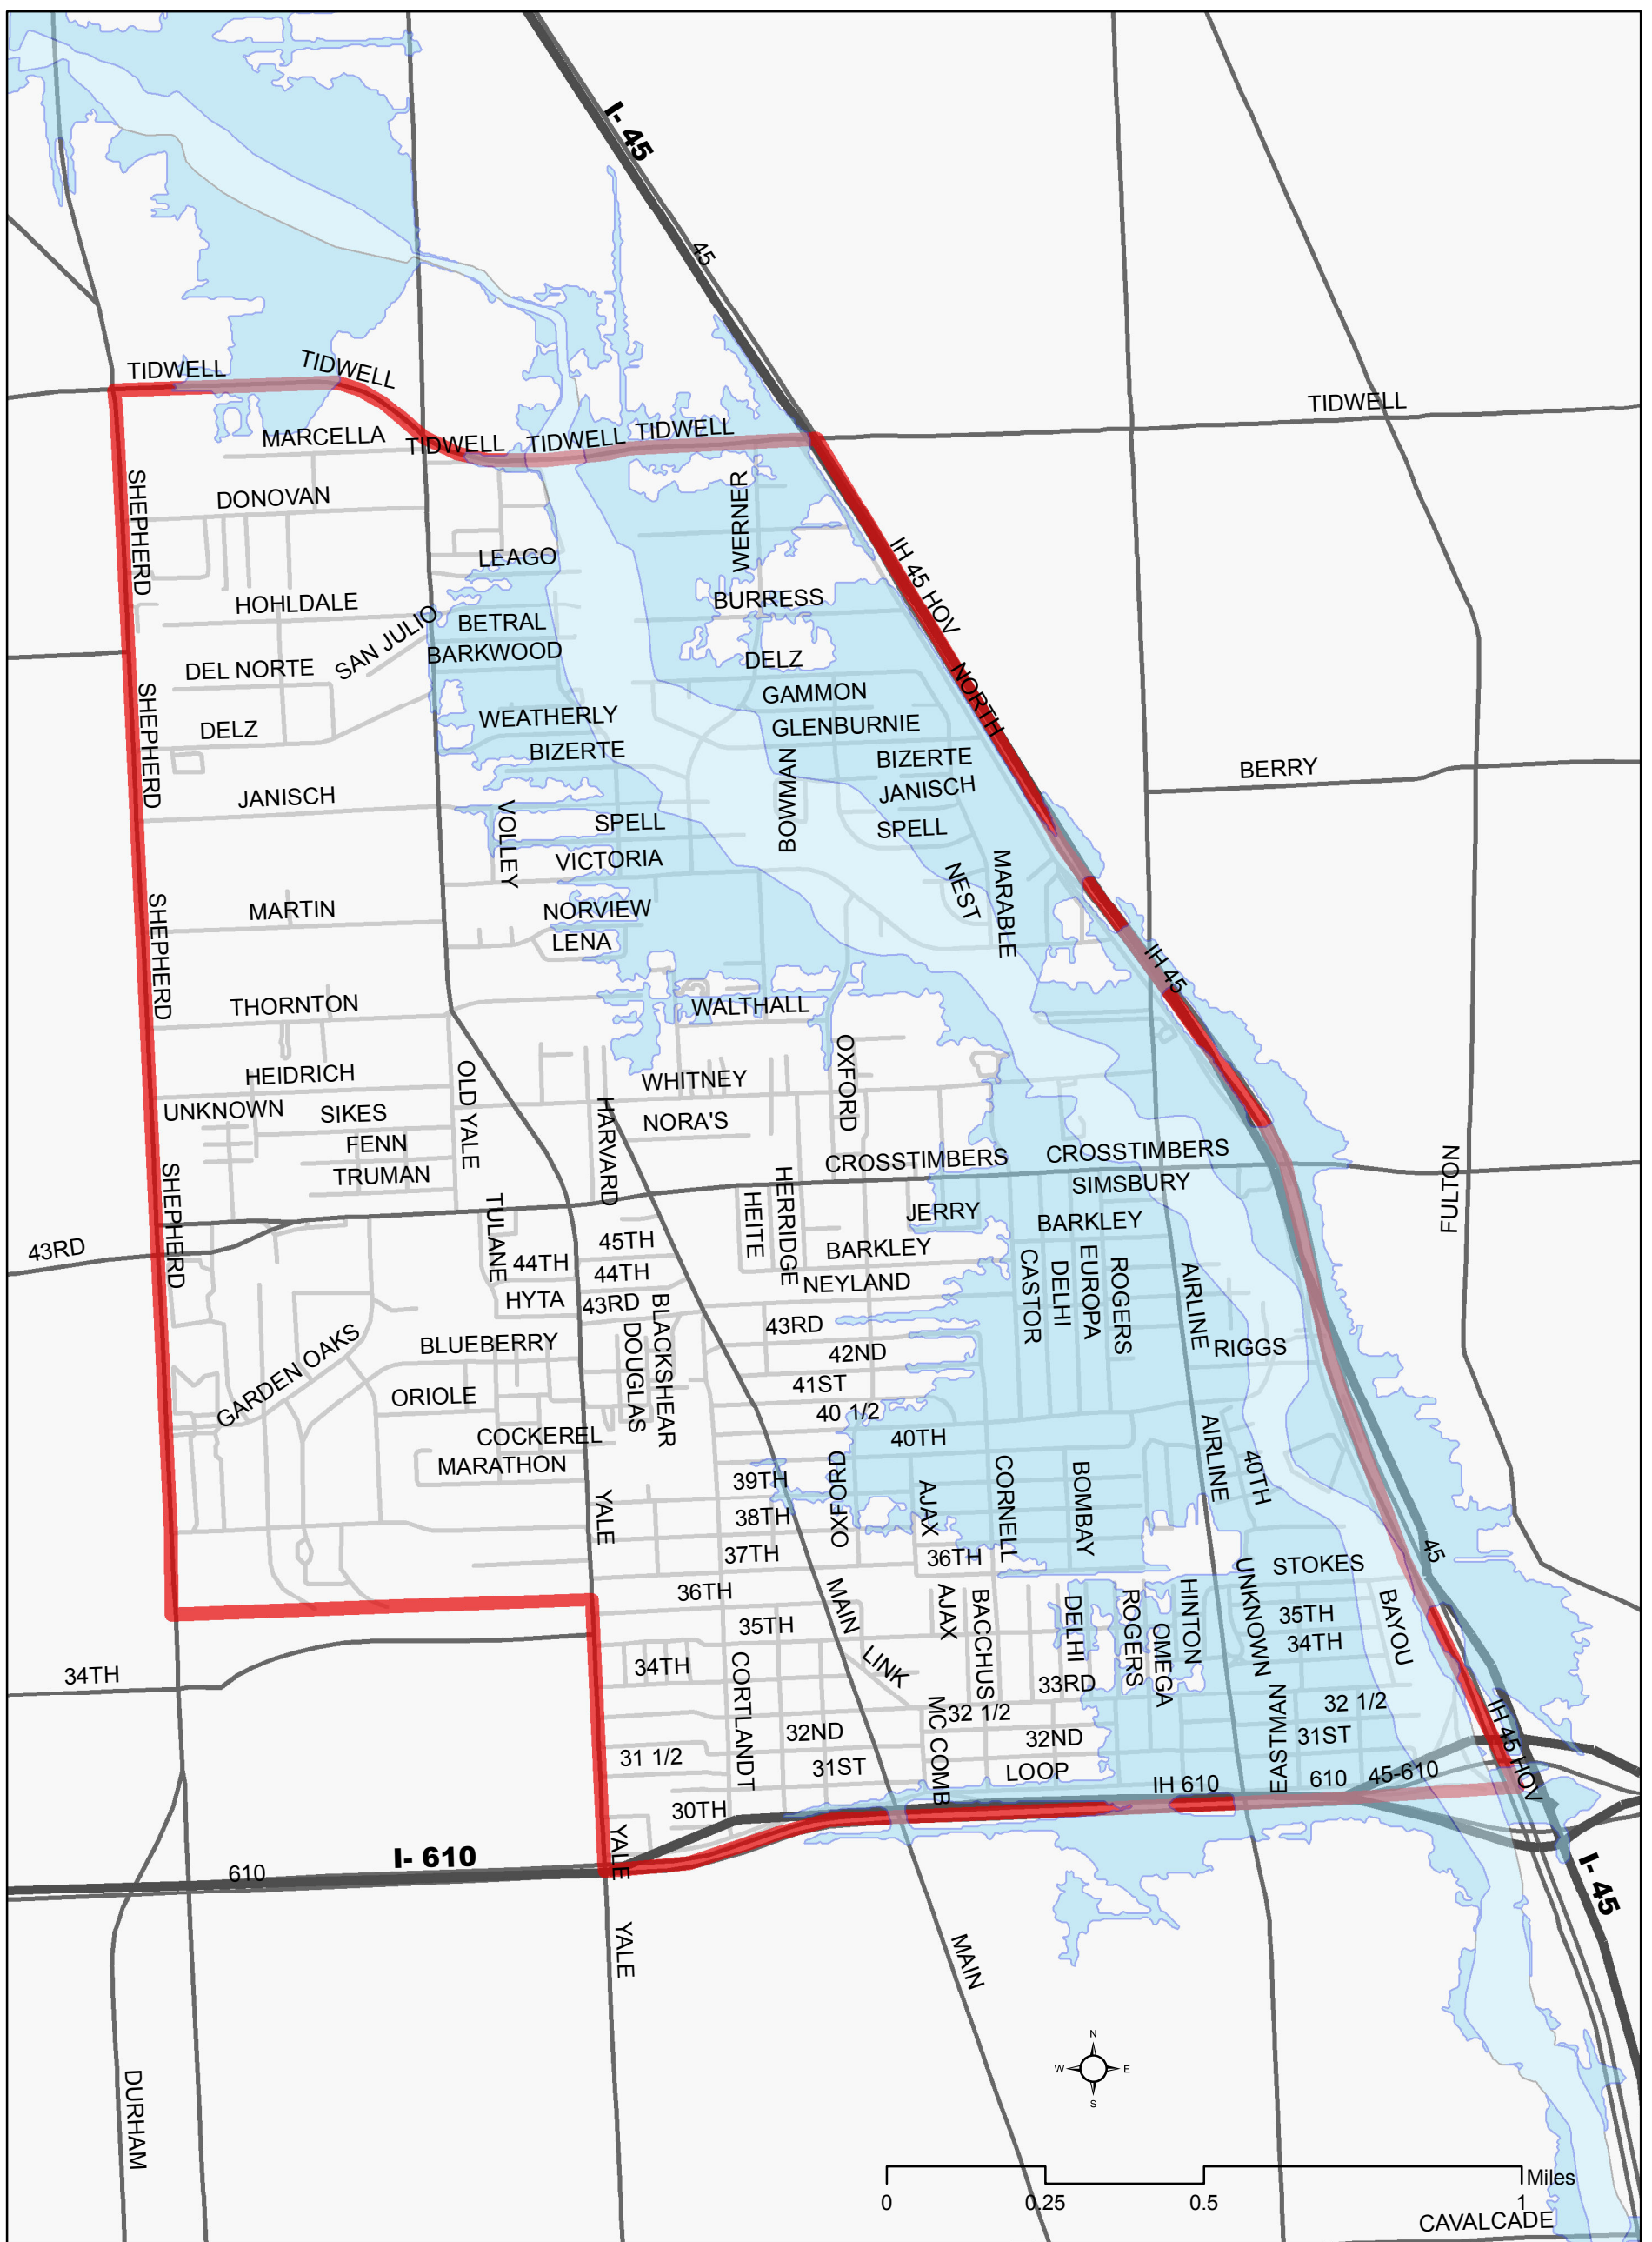 I- 45
45
TIDWELL
TIDWELL
TIDWELL
TIDWELL
TIDWELL
TIDWELL
MARCELLA
SHEPHERD
DONOVAN
WERNER
LEAGO
IH 45 HOV
HOHLDALE
SAN JULIO
BETRAL
BURRESS
BARKWOOD
DEL NORTE
DELZ
NORTH
SHEPHERD
GAMMON
WEATHERLY
GLENBURNIE
DELZ
BIZERTE
BIZERTE
BERRY
JANISCH
JANISCH
BOWMAN
VOLLEY
SPELL
SPELL
VICTORIA
NEST
MARABLE
SHEPHERD
MARTIN
NORVIEW
LENA
IH 45
THORNTON
WALTHALL
OLD YALE
HEIDRICH
WHITNEY
OXFORD
UNKNOWN
SIKES
HARVARD
NORA'S
FENN
CROSSTIMBERS
CROSSTIMBERS
TRUMAN
SIMSBURY
FULTON
SHEPHERD
TULANE
HEITE
HERRIDGE
JERRY
BARKLEY
43RD
45TH
BARKLEY
44TH
44TH
NEYLAND
CASTOR
DELHI
EUROPA
ROGERS
AIRLINE
HYTA
43RD
BLACKSHEAR
43RD
DOUGLAS
BLUEBERRY
42ND
RIGGS
GARDEN OAKS
ORIOLE
41ST
40 1/2
COCKEREL
40TH
AIRLINE
MARATHON
39TH
OXFORD
AJAX
CORNELL
BOMBAY
40TH
YALE
38TH
45
37TH
36TH
STOKES
36TH
MAIN
AJAX
BACCHUS
DELHI
ROGERS
HINTON
UNKNOWN
BAYOU
35TH
35TH
OMEGA
34TH
34TH
LINK
34TH
CORTLANDT
33RD
32 1/2
32 1/2
MC COMB
EASTMAN
IH 45 HOV
32ND
32ND
31ST
31 1/2
31ST
LOOP
IH 610
610
45-610
30TH
YALE
I- 610
610
I- 45
YALE
MAIN
N
W
E
S
DURHAM
Miles
0
0.25
0.5
1
CAVALCADE